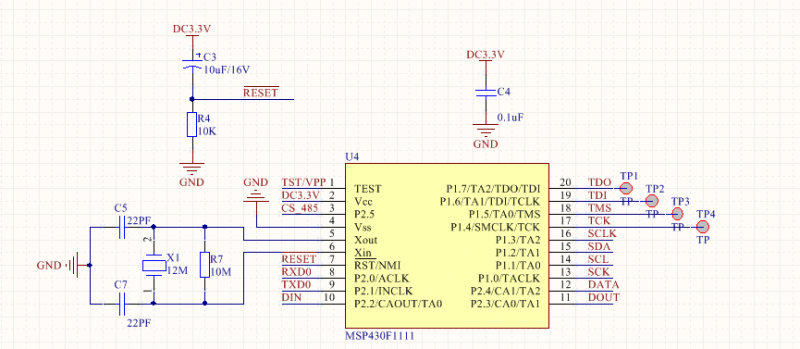 DC3.3V
C3
10uF/16V
RESET
R4
10K
GND
DC3.3V
C4
0.1uF
GND
U4
TST/VPP 1 TEST P1.7/TA2/TDO/TDI 20 TDO TP1
DC3.3V 2 Vcc P1.6/TA1/TDI/TCLK 19 TDI TP TP2
CS_485 3 P2.5 P1.5/TA0/TMS 18 TMS TP TP3
GND 4 Vss P1.4/SMCLK/TCK 17 TCK TP TP4
5 Xout P1.3/TA2 16 SCLK TP
6 Xin P1.2/TA1 15 SDA
RESET 7 RST/NMI P1.1/TA0 14 SCL
RXD0 8 P2.0/ACLK P1.0/TACLK 13 SCK
TXD0 9 P2.1/INCLK P2.4/CA1/TA2 12 DATA
DIN 10 P2.2/CAOUT/TA0 P2.3/CA0/TA1 11 DOUT
MSP430F1111
C5
22PF
GND
2
X1
12M
1
R7
10M
C7
22PF